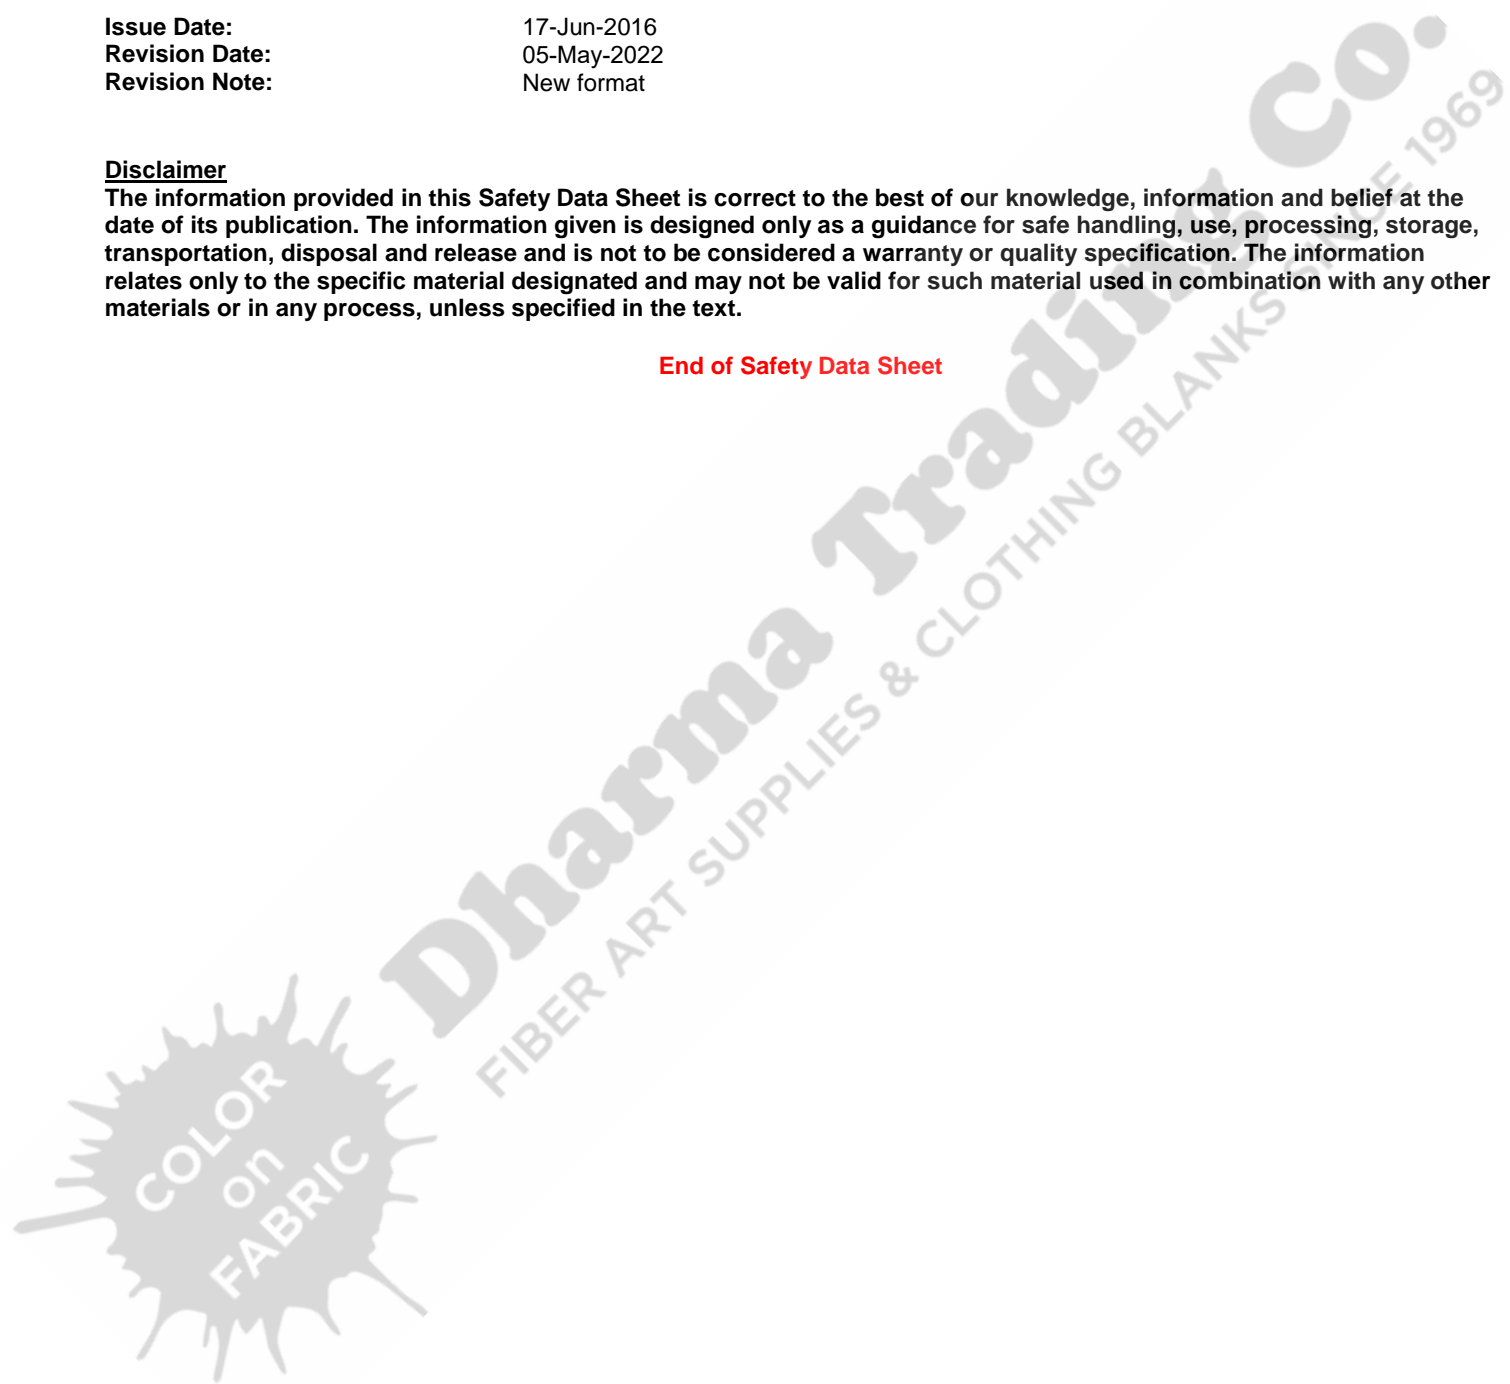 Issue Date: 17-Jun-2016
Revision Date: 05-May-2022
Revision Note: New format
Disclaimer
The information provided in this Safety Data Sheet is correct to the best of our knowledge, information and belief at the
date of its publication. The information given is designed only as a guidance for safe handling, use, processing, storage,
transportation, disposal and release and is not to be considered a warranty or quality specification. The information
relates only to the specific material designated and may not be valid for such material used in combination with any other
materials or in any process, unless specified in the text.
End of Safety Data Sheet
Dharma Trading Co.
FIBER ART SUPPLIES & CLOTHING BLANKS SINCE 1969
COLOR
on
FABRIC